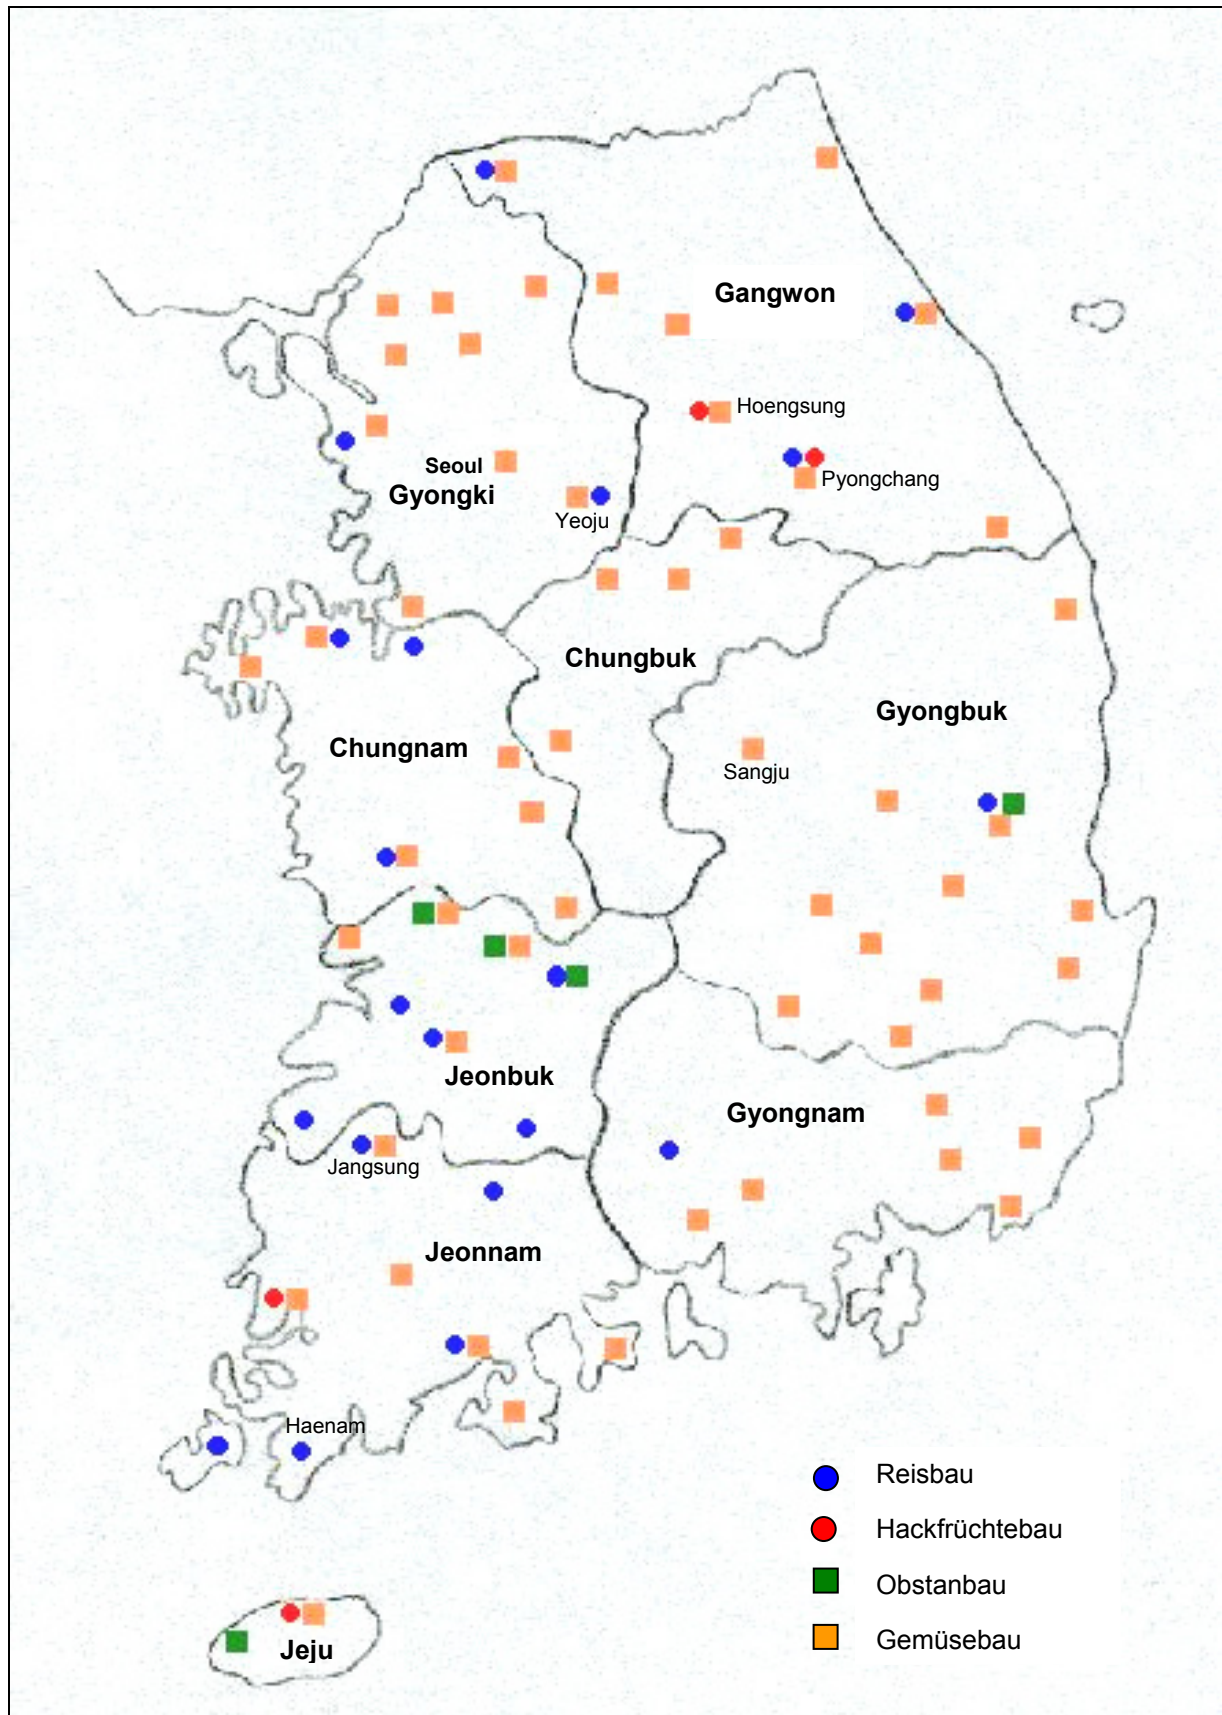 Gangwon
Hoengsung
Seoul
Gyongki
Pyongchang
Yeoju
Chungbuk
Gyongbuk
Chungnam
Sangju
Jeonbuk
Gyongnam
Jangsung
Jeonnam
Haenam
Reisbau
Hackfrüchtebau
Obstanbau
Gemüsebau
Jeju